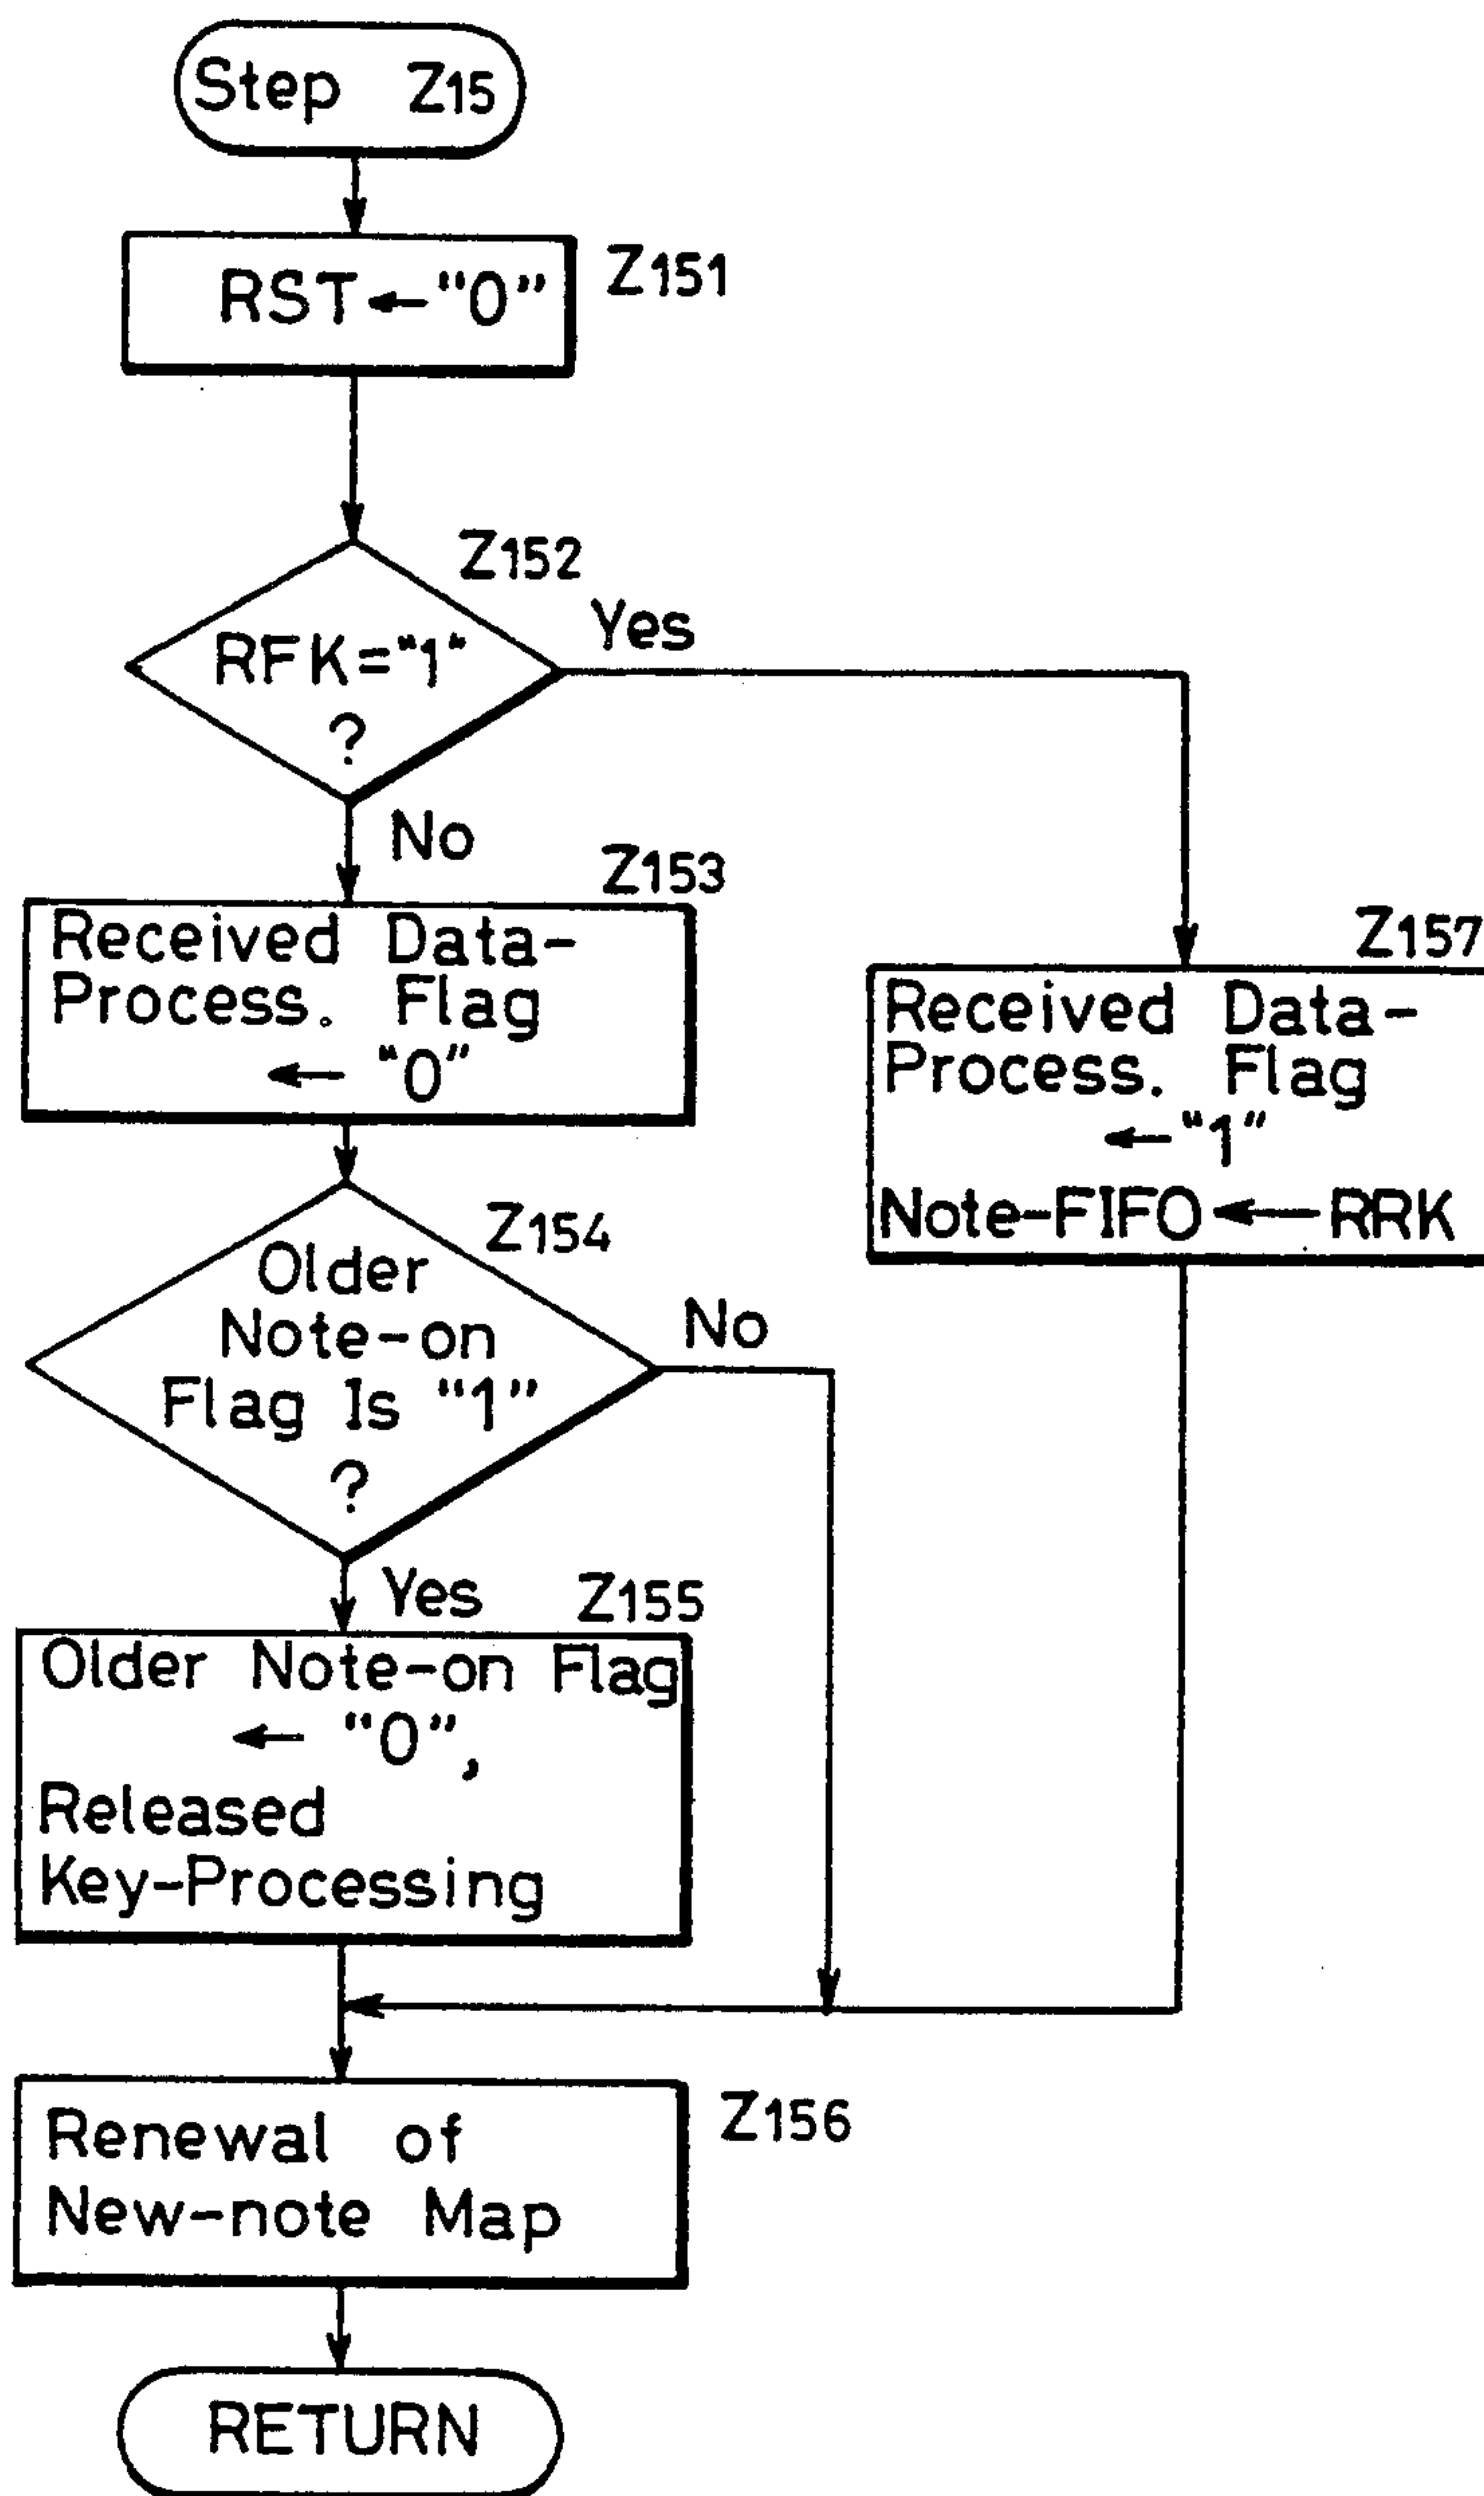 Step Z15
RST←"0"
Z151
Z152
RFK="1"
?
Yes
No
Z153
Received Data-
Process. Flag
← "0"
Z157
Received Data-
Process. Flag
←"1"
Note-FIFO←RRK
Z154
Older
Note-on
Flag Is "1"
?
No
Yes
Z155
Older Note-on Flag
← "0",
Released
Key-Processing
Z156
Renewal of
New-note Map
RETURN